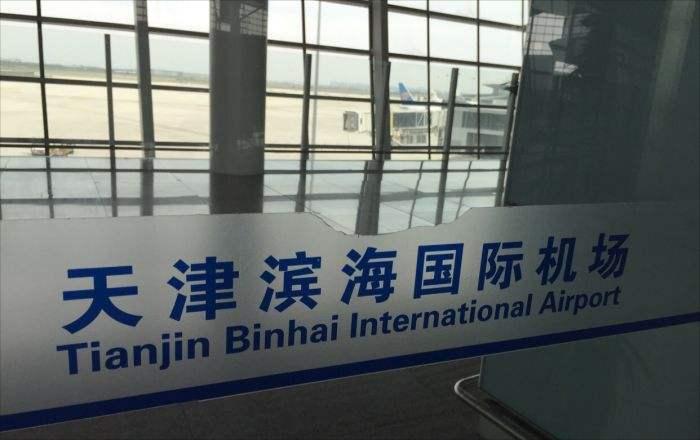 天津滨海国际机场
Tianjin Binhai International Airport